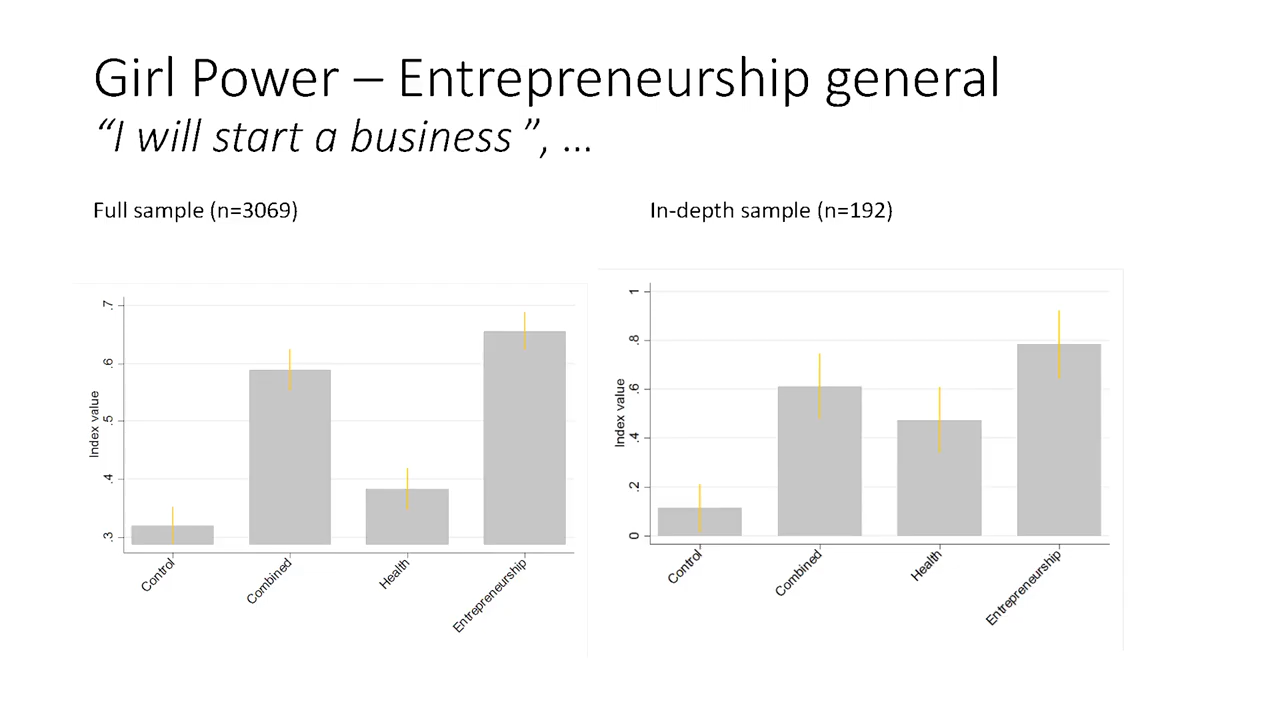 Girl Power – Entrepreneurship general
“I will start a business ”, ...
Full sample (n=3069)
In-depth sample (n=192)
Index value
.7
.6
.5
.4
.3
Control
Combined
Health
Entrepreneurship
Index value
1
.8
.6
.4
.2
0
Control
Combined
Health
Entrepreneurship